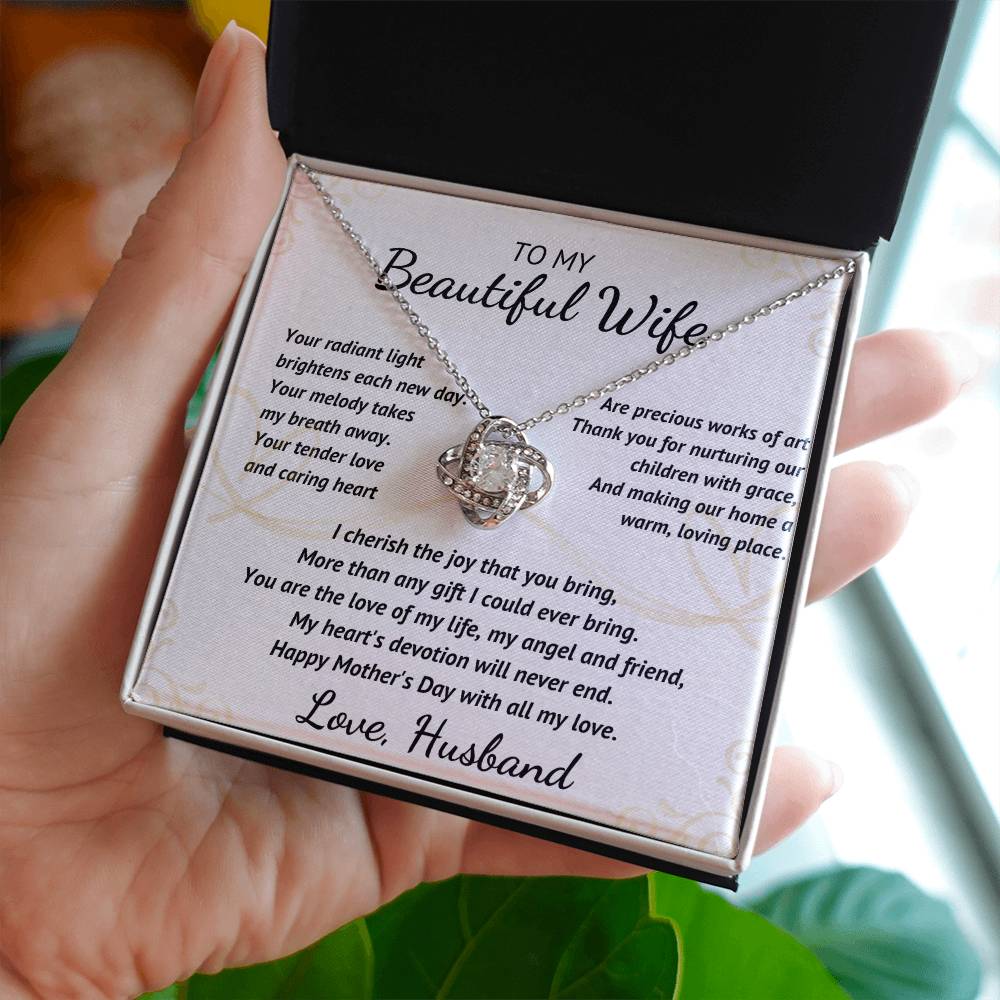 TO MY
Beautiful Wife
Your radiant light
brightens each new day.
Your melody takes
my breath away.
Your tender love
and caring heart
Are precious works of art
Thank you for nurturing our
children with grace,
And making our home a
warm, loving place.
I cherish the joy that you bring,
More than any gift I could ever bring.
You are the love of my life, my angel and friend,
My heart's devotion will never end.
Happy Mother's Day with all my love.
Love, Husband